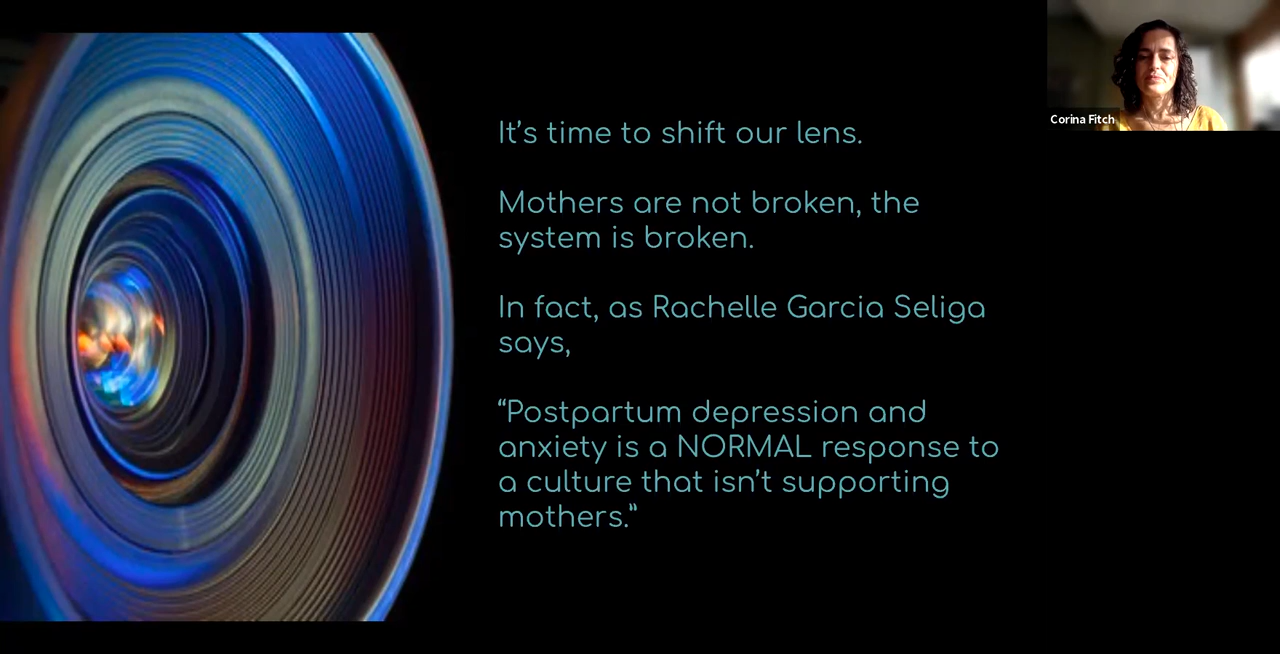 It’s time to shift our lens.
Mothers are not broken, the
system is broken.
In fact, as Rachelle Garcia Seliga
says,
“Postpartum depression and
anxiety is a NORMAL response to
a culture that isn’t supporting
mothers.”
Corina Fitch